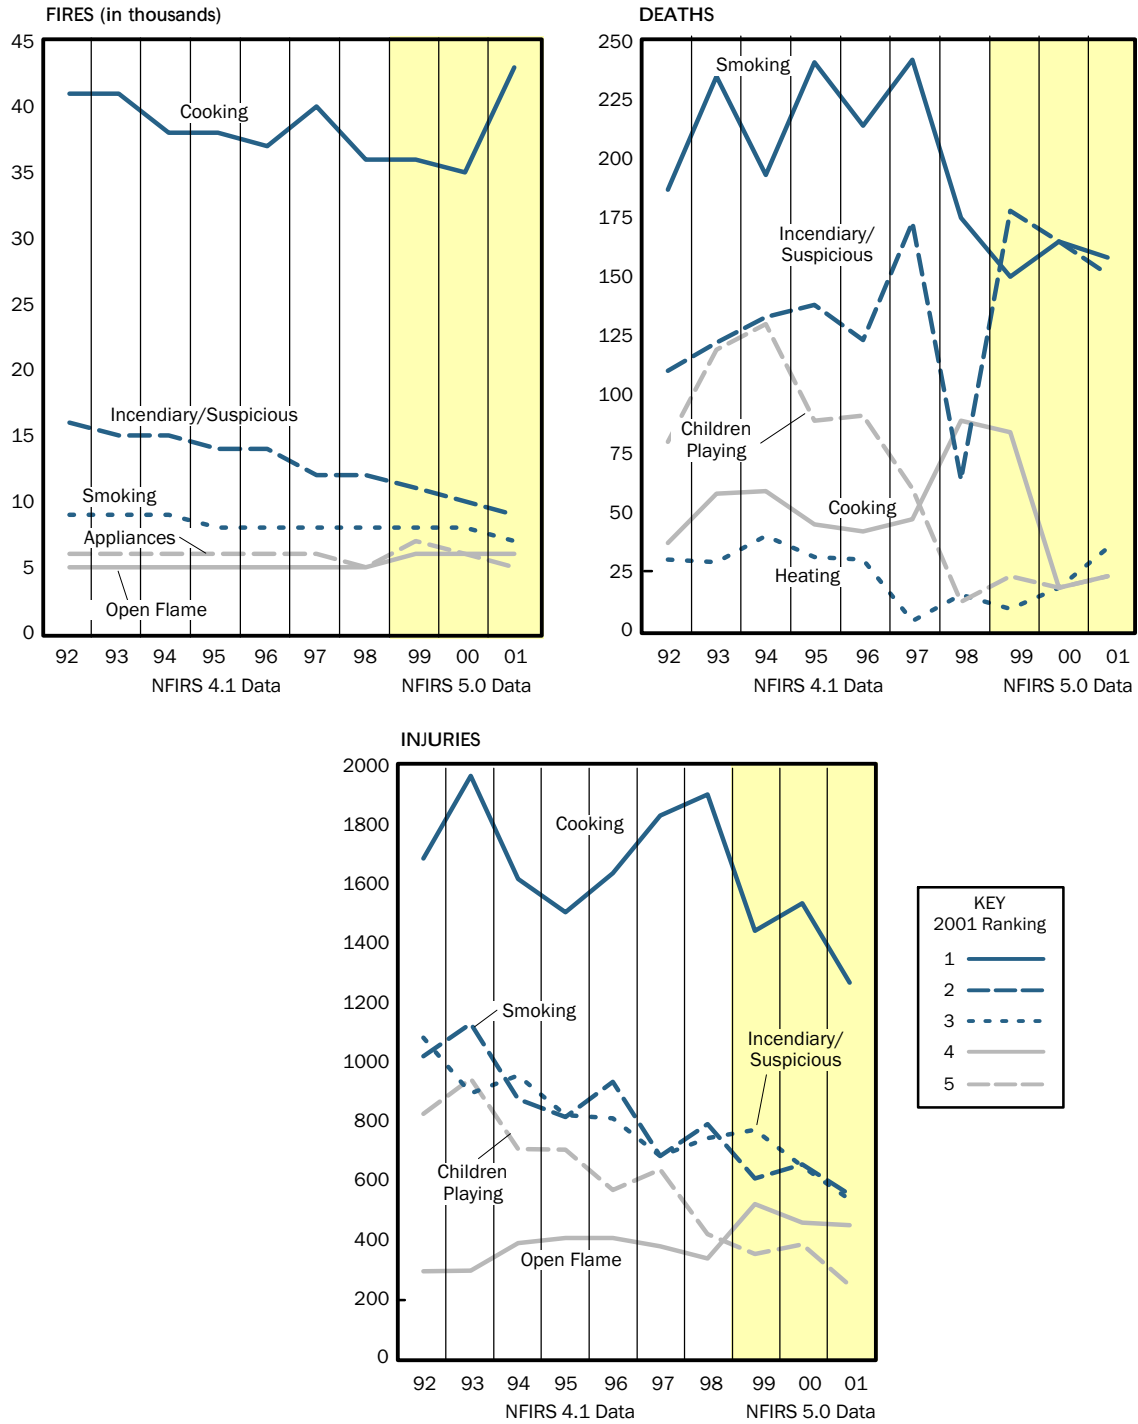 FIRES (in thousands)
45
40
35
30
25
20
15
10
5
0
Cooking
Incendiary/Suspicious
Smoking
Appliances
Open Flame
92 93 94 95 96 97 98 99 00 01
NFIRS 4.1 Data NFIRS 5.0 Data
DEATHS
250
225
200
175
150
125
100
75
50
25
0
Smoking
Incendiary/
Suspicious
Children
Playing
Cooking
Heating
92 93 94 95 96 97 98 99 00 01
NFIRS 4.1 Data NFIRS 5.0 Data
INJURIES
2000
1800
1600
1400
1200
1000
800
600
400
200
0
Cooking
Smoking
Incendiary/
Suspicious
Children
Playing
Open Flame
92 93 94 95 96 97 98 99 00 01
NFIRS 4.1 Data NFIRS 5.0 Data
KEY
2001 Ranking
1
2
3
4
5